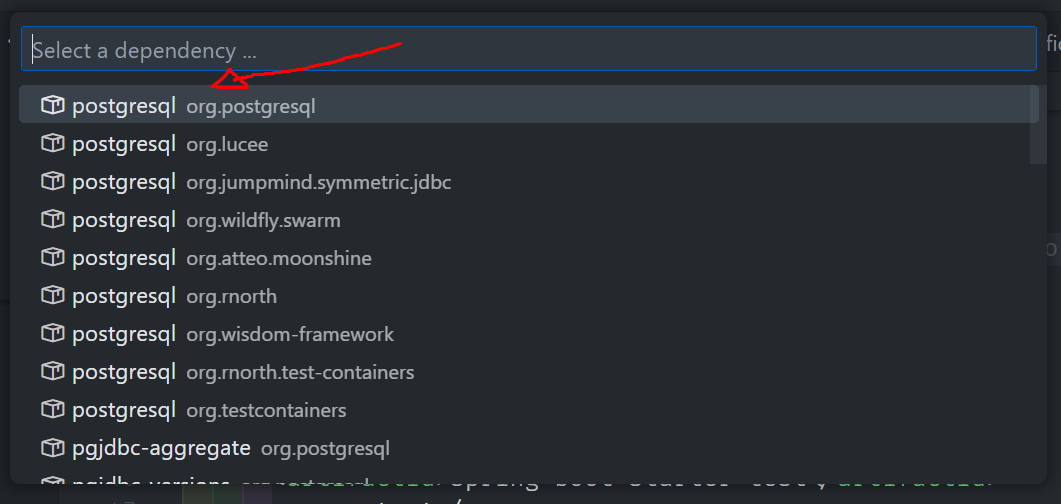 Select a dependency ...
postgresql org.postgresql
postgresql org.lucee
postgresql org.jumpmind.symmetric.jdbc
postgresql org.wildfly.swarm
postgresql org.atteo.moonshine
postgresql org.rnorth
postgresql org.wisdom-framework
postgresql org.rnorth.test-containers
postgresql org.testcontainers
pgjdbc-aggregate org.postgresql
pgjdbc-versions